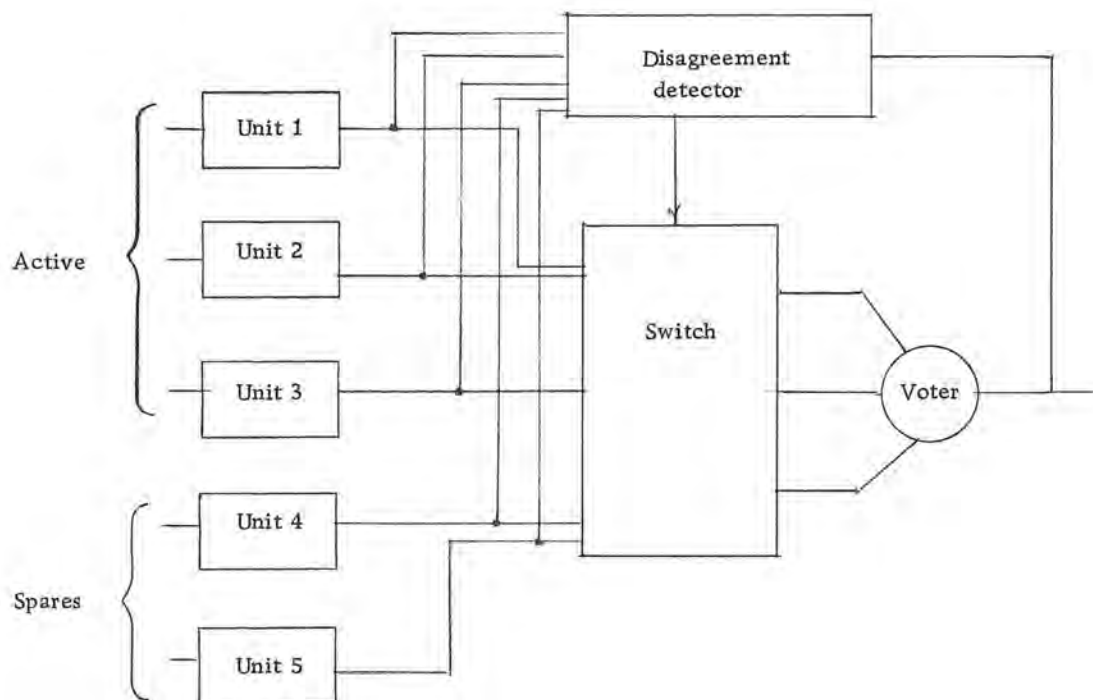 Disagreement
detector
Unit 1
Unit 2
Active
Switch
Unit 3
Voter
Unit 4
Spares
Unit 5